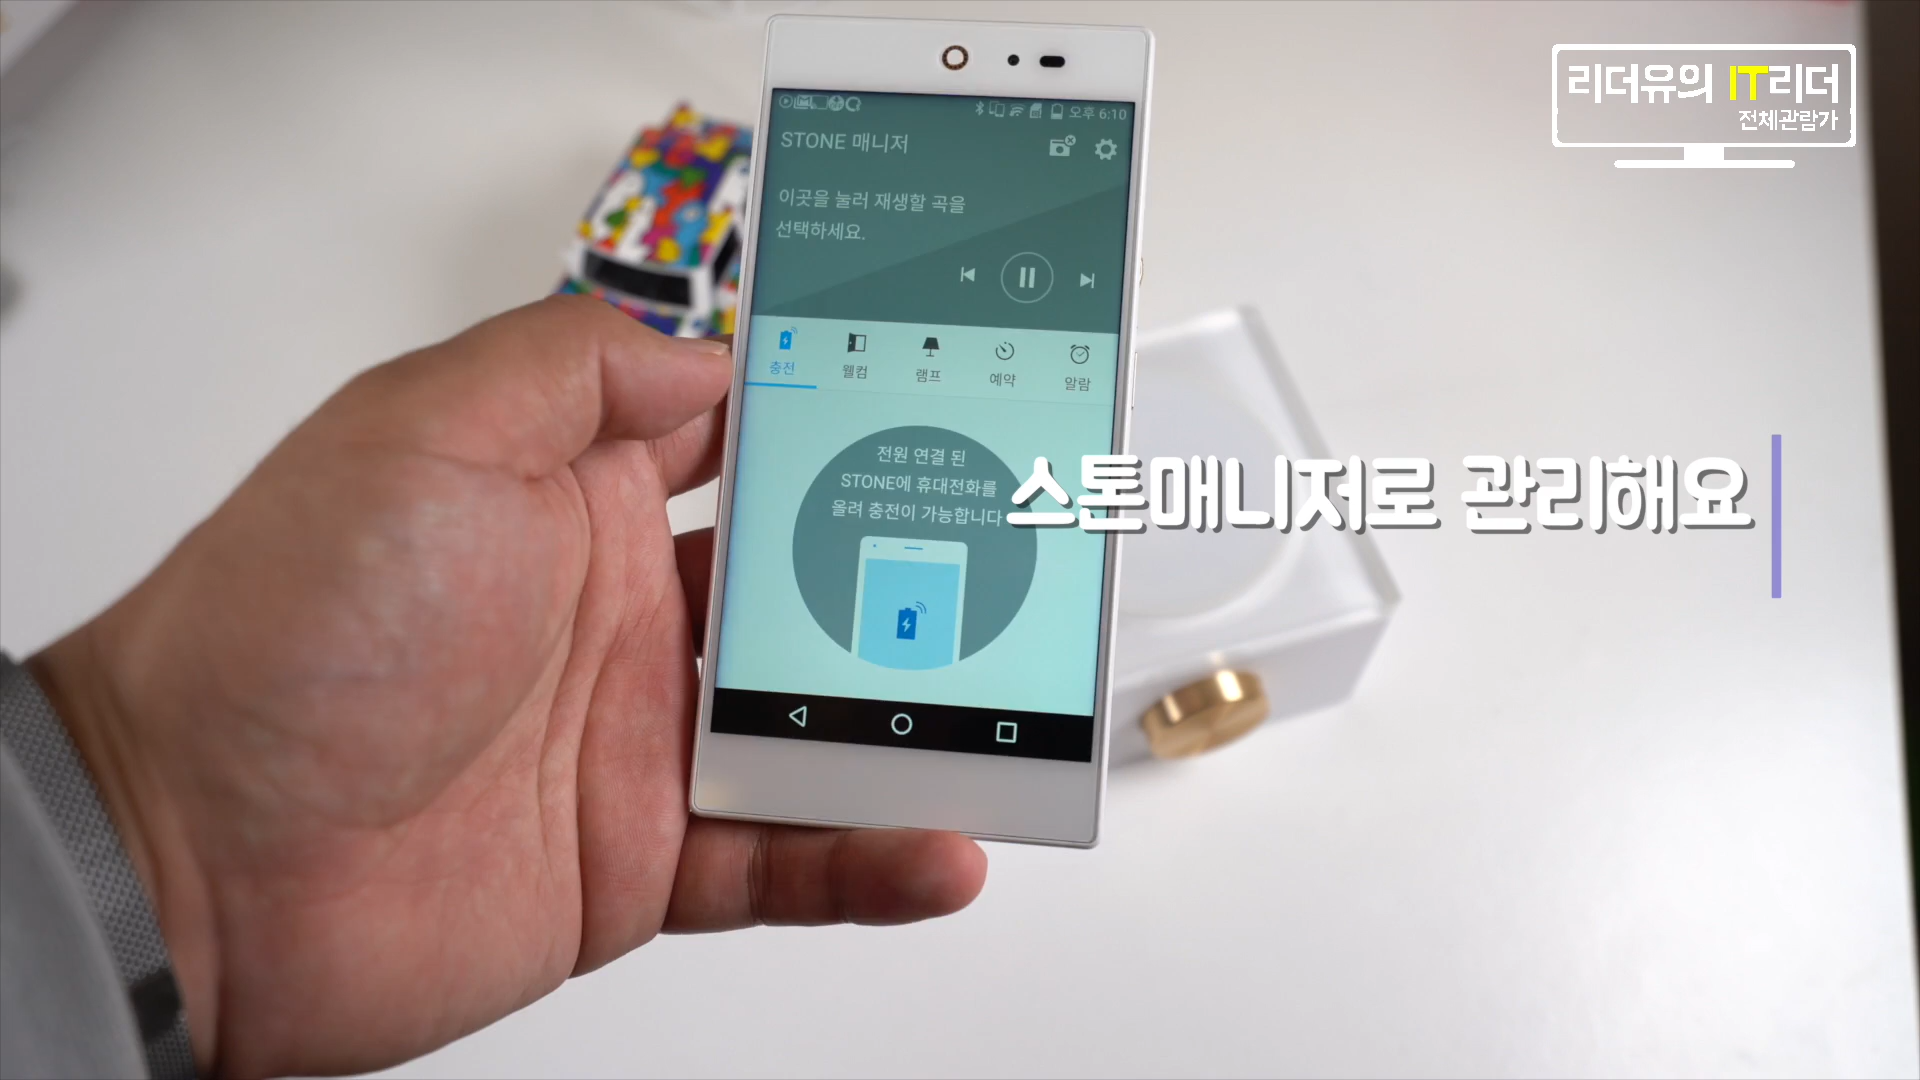 리더유의 IT리더
전체관람가
오후 6:10
STONE 매니저
이곳을 눌러 재생할 곡을
선택하세요.
충전
웰컴
램프
예약
알람
전원 연결 된
STONE에 휴대전화를
올려 충전이 가능합니다
스톤매니저로 관리해요